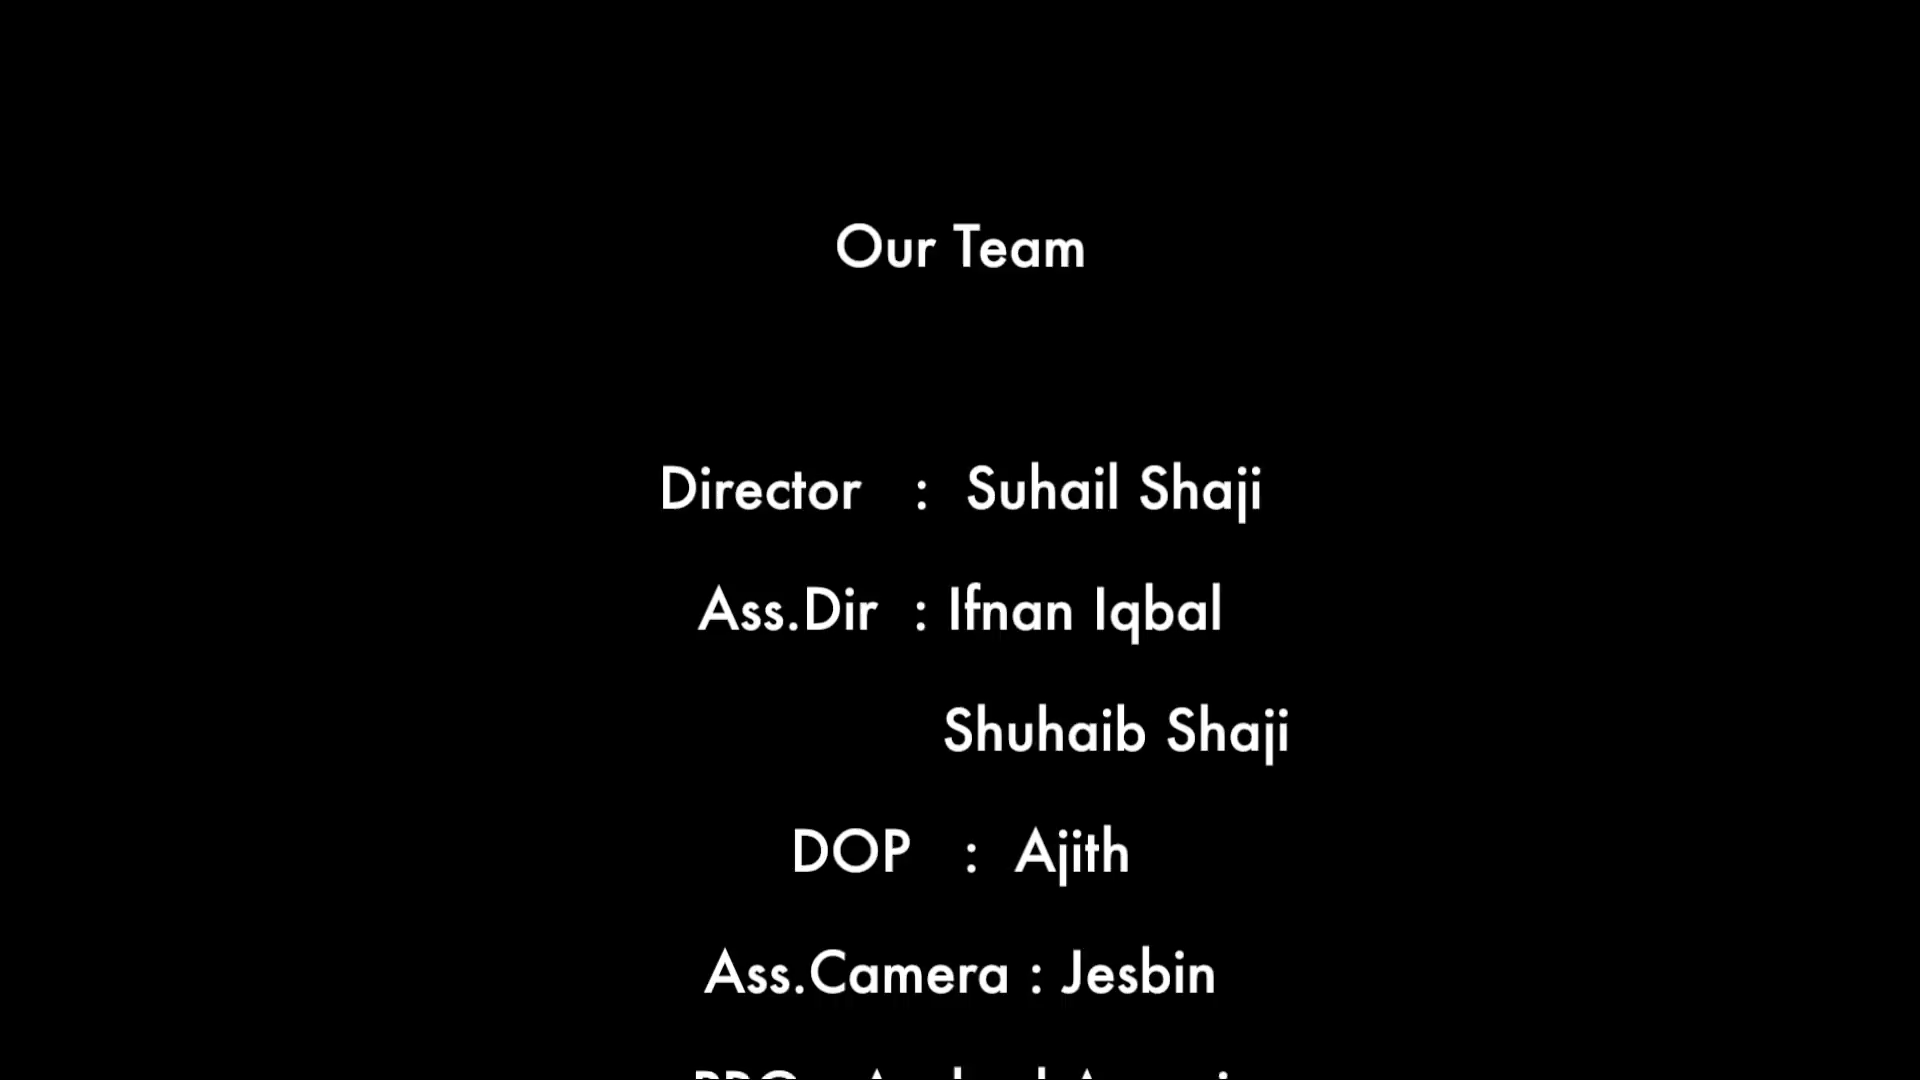 Our Team
Director : Suhail Shaji
Ass.Dir : Ifnan Iqbal
Shuhaib Shaji
DOP : Ajith
Ass.Camera : Jesbin